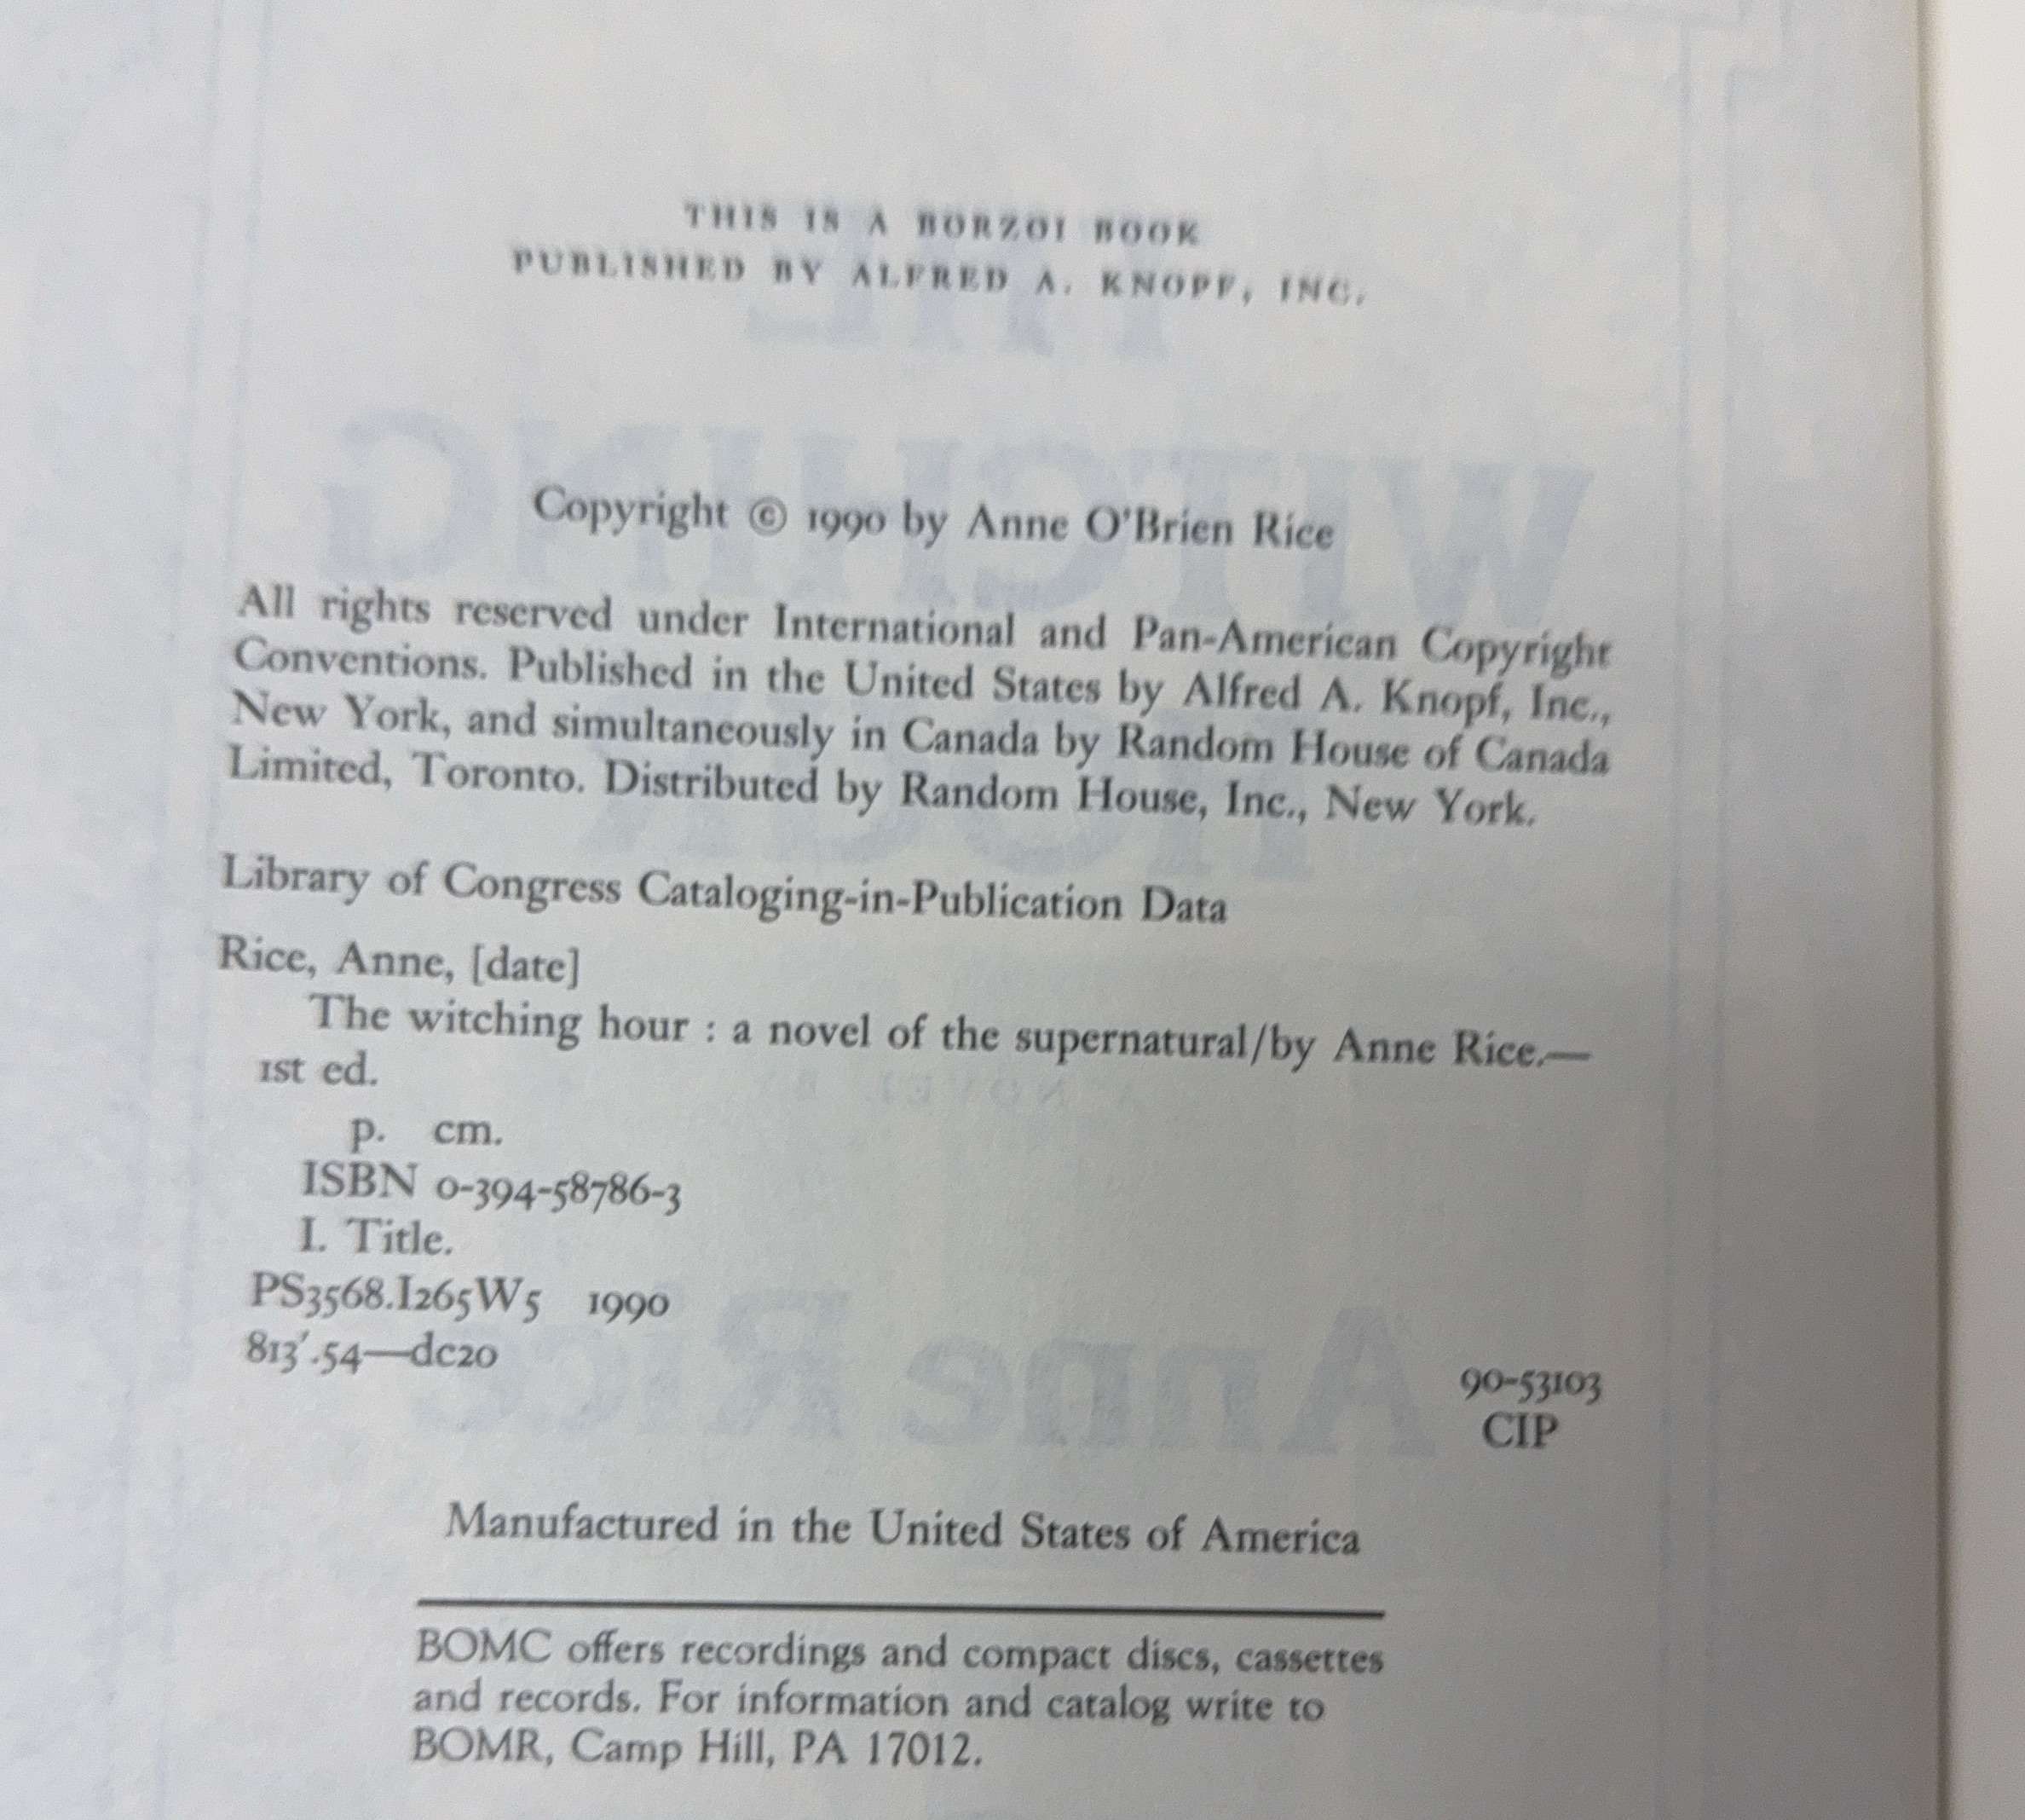 THIS IS A BORZOI BOOK
PUBLISHED BY ALFRED A. KNOPF, INC.
Copyright © 1990 by Anne O'Brien Rice
All rights reserved under International and Pan-American Copyright
Conventions. Published in the United States by Alfred A. Knopf, Inc.,
New York, and simultaneously in Canada by Random House of Canada
Limited, Toronto. Distributed by Random House, Inc., New York.
Library of Congress Cataloging-in-Publication Data
Rice, Anne, [date]
The witching hour : a novel of the supernatural/by Anne Rice.—
1st ed.
p. cm.
ISBN 0-394-58786-3
I. Title.
PS3568.I265W5 1990
813'.54—dc20
90-53103
CIP
Manufactured in the United States of America
BOMC offers recordings and compact discs, cassettes
and records. For information and catalog write to
BOMR, Camp Hill, PA 17012.